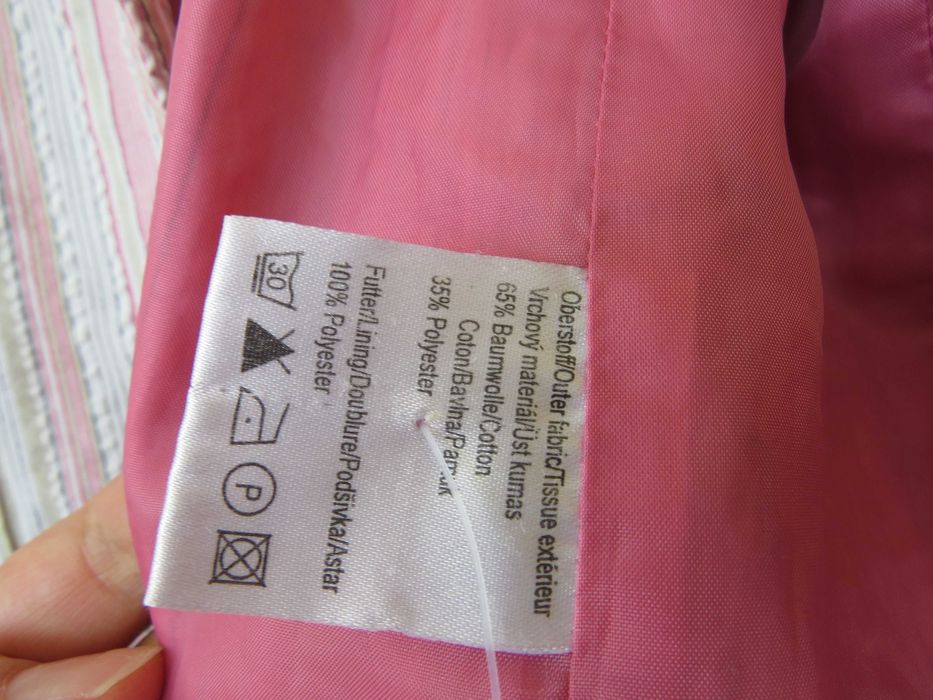 Oberstoff/Outer fabric/Tissue extérieur
Vrchový materiál/Üst kumas
65% Baumwolle/Cotton
Coton/Bavlna/Pamuk
35% Polyester
Futter/Lining/Doublure/Podšívka/Astar
100% Polyester
30
P